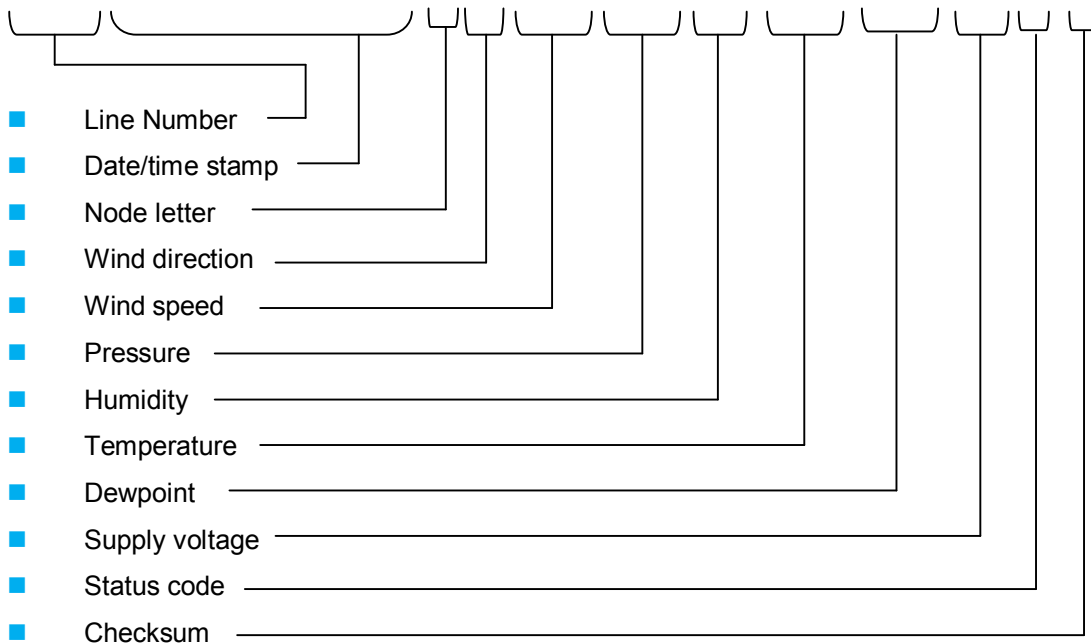 Line Number
Date/time stamp
Node letter
Wind direction
Wind speed
Pressure
Humidity
Temperature
Dewpoint
Supply voltage
Status code
Checksum